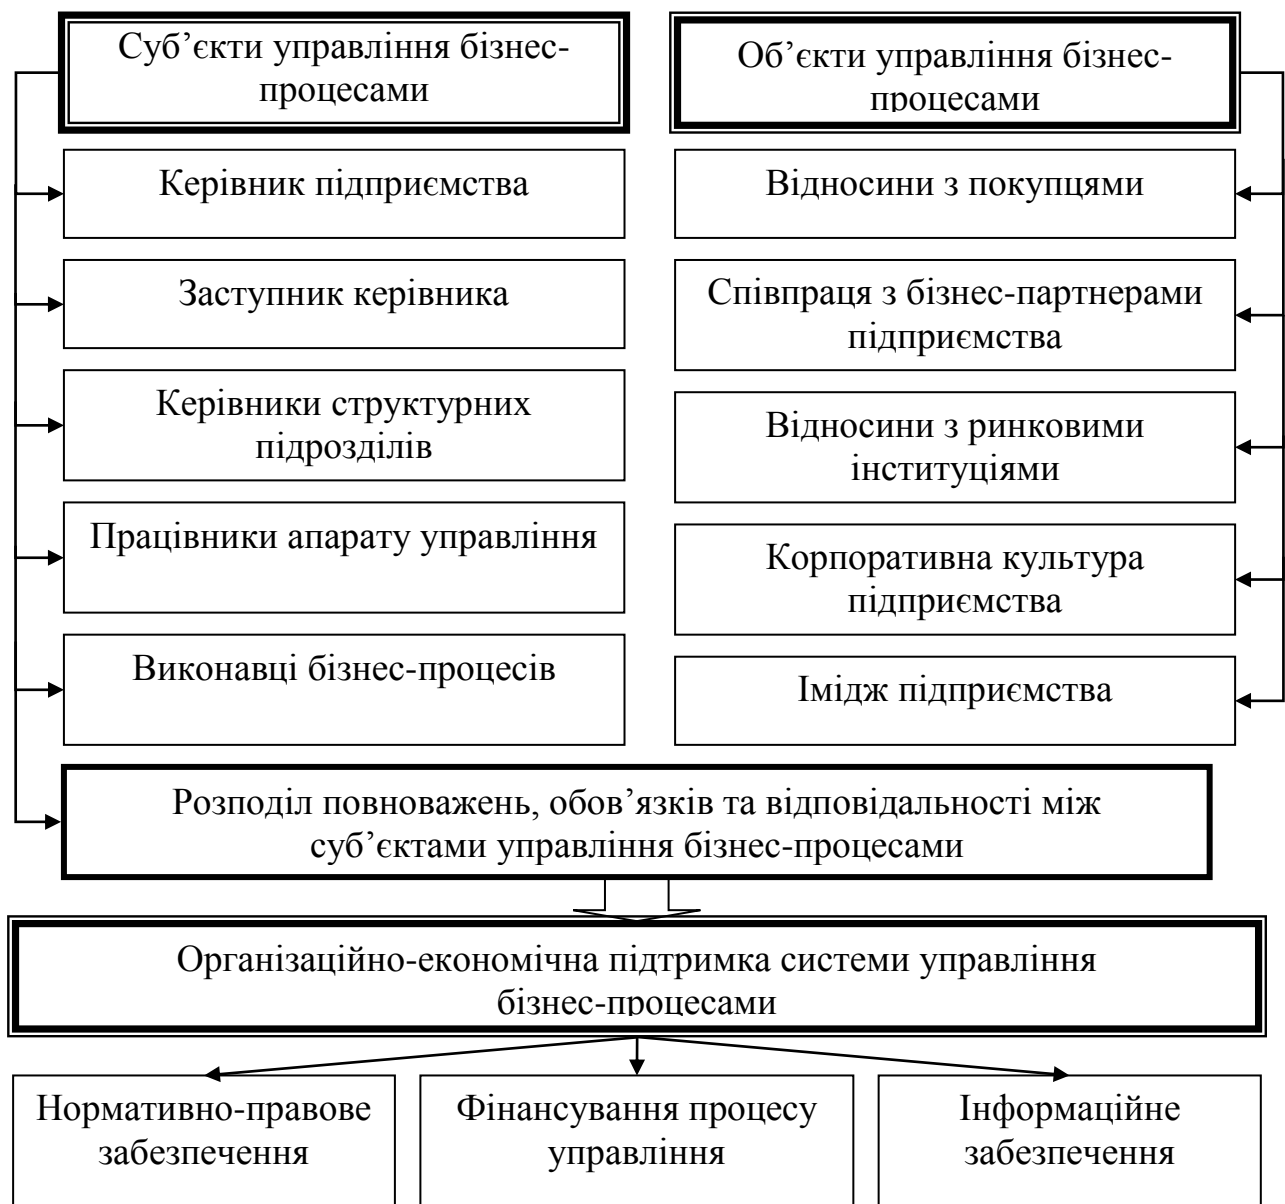 Суб’єкти управління бізнес-
процесами
Об’єкти управління бізнес-
процесами
Керівник підприємства
Відносини з покупцями
Заступник керівника
Співпраця з бізнес-партнерами
підприємства
Керівники структурних
підрозділів
Відносини з ринковими
інституціями
Працівники апарату управління
Корпоративна культура
підприємства
Виконавці бізнес-процесів
Імідж підприємства
Розподіл повноважень, обов’язків та відповідальності між
суб’єктами управління бізнес-процесами
Організаційно-економічна підтримка системи управління
бізнес-процесами
Нормативно-правове
забезпечення
Фінансування процесу
управління
Інформаційне
забезпечення